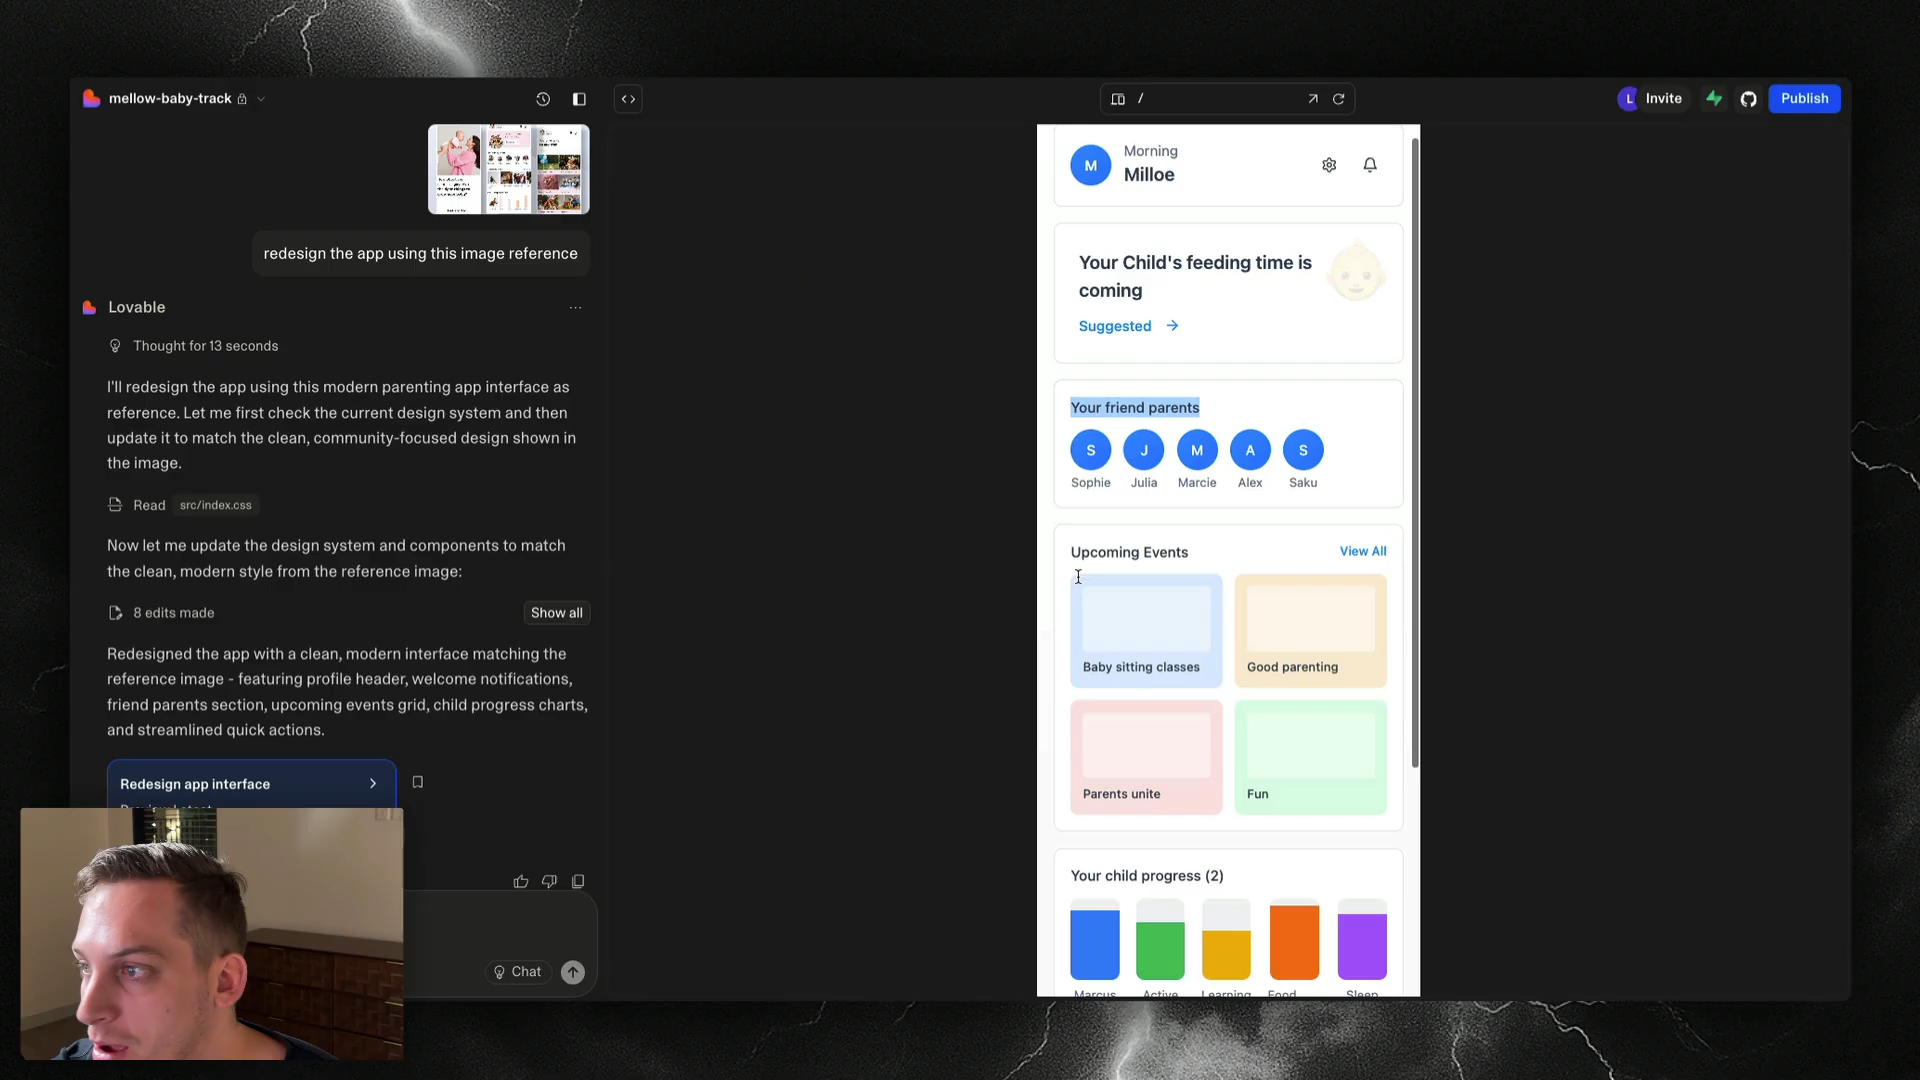 mellow-baby-track
/
L
Invite
Publish
redesign the app using this image reference
Lovable
Thought for 13 seconds
I'll redesign the app using this modern parenting app interface as
reference. Let me first check the current design system and then
update it to match the clean, community-focused design shown in
the image.
Read src/index.css
Now let me update the design system and components to match
the clean, modern style from the reference image:
8 edits made
Show all
Redesigned the app with a clean, modern interface matching the
reference image - featuring profile header, welcome notifications,
friend parents section, upcoming events grid, child progress charts,
and streamlined quick actions.
Redesign app interface
Chat
M
Morning
Milloe
Your Child's feeding time is
coming
Suggested
Your friend parents
S J M A S
Sophie Julia Marcie Alex Saku
Upcoming Events
View All
Baby sitting classes
Good parenting
Parents unite
Fun
Your child progress (2)
Marcus Active Learning Food Sleep